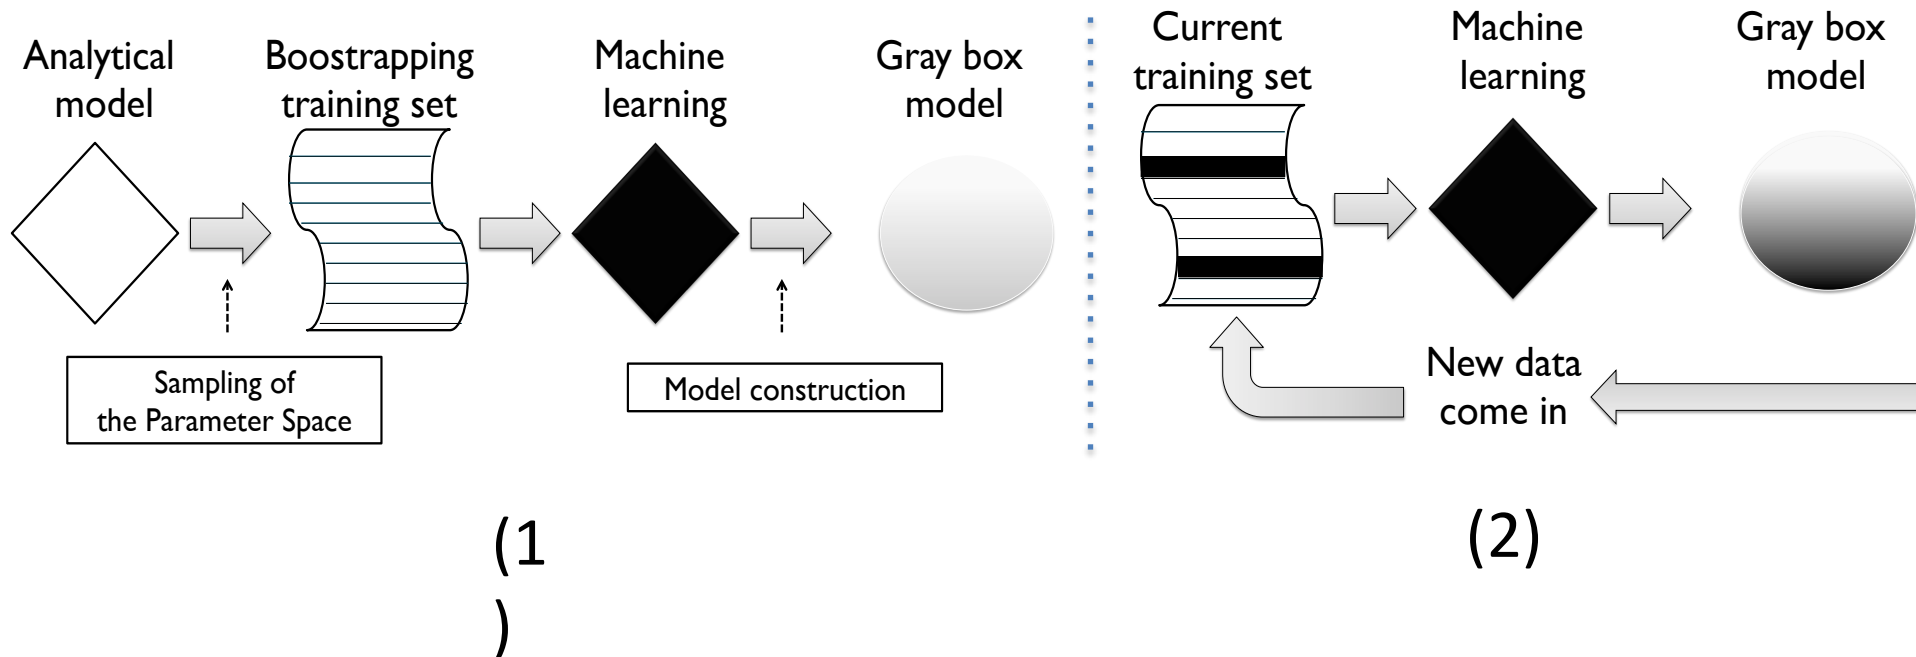 Analytical
model
Boostrapping
training set
Machine
learning
Gray box
model
Sampling of
the Parameter Space
Model construction
(1
)
Current
training set
Machine
learning
Gray box
model
New data
come in
(2)